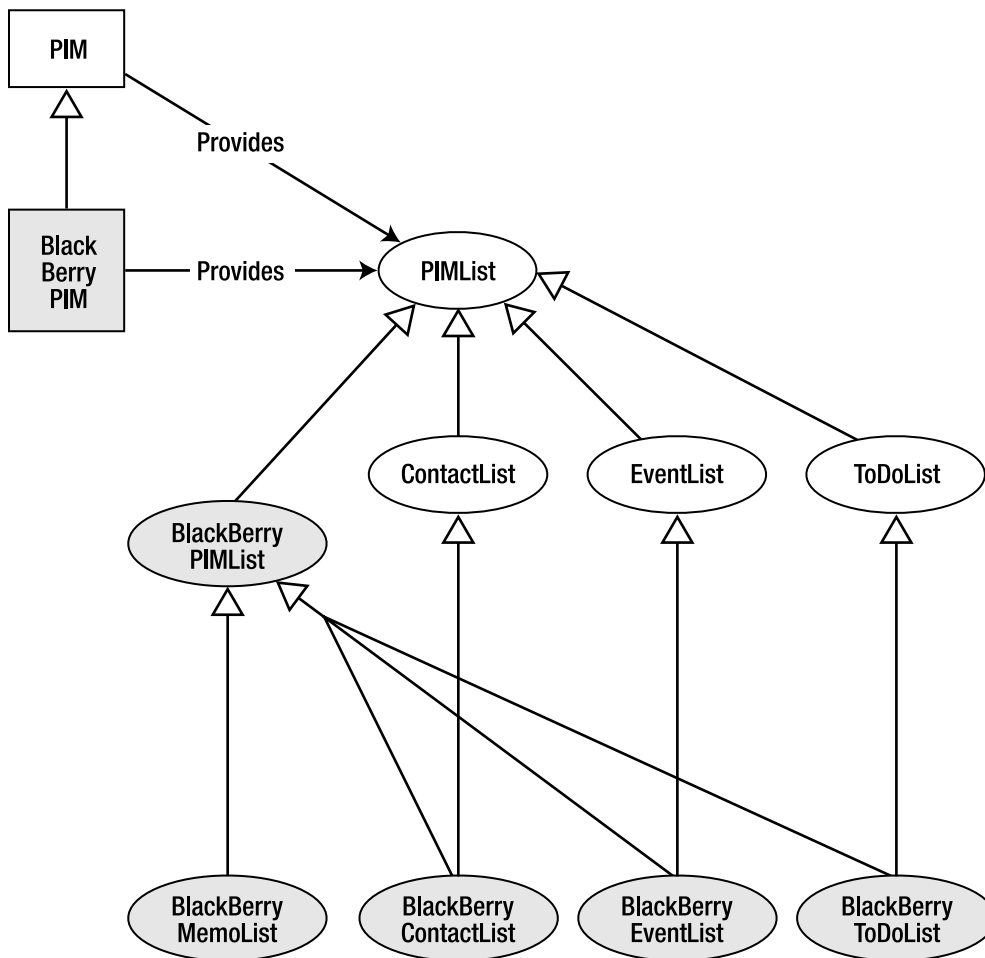 PIM
Provides
Black
Berry
PIM
Provides
PIMList
ContactList
EventList
ToDoList
BlackBerry
PIMList
BlackBerry
MemoList
BlackBerry
ContactList
BlackBerry
EventList
BlackBerry
ToDoList